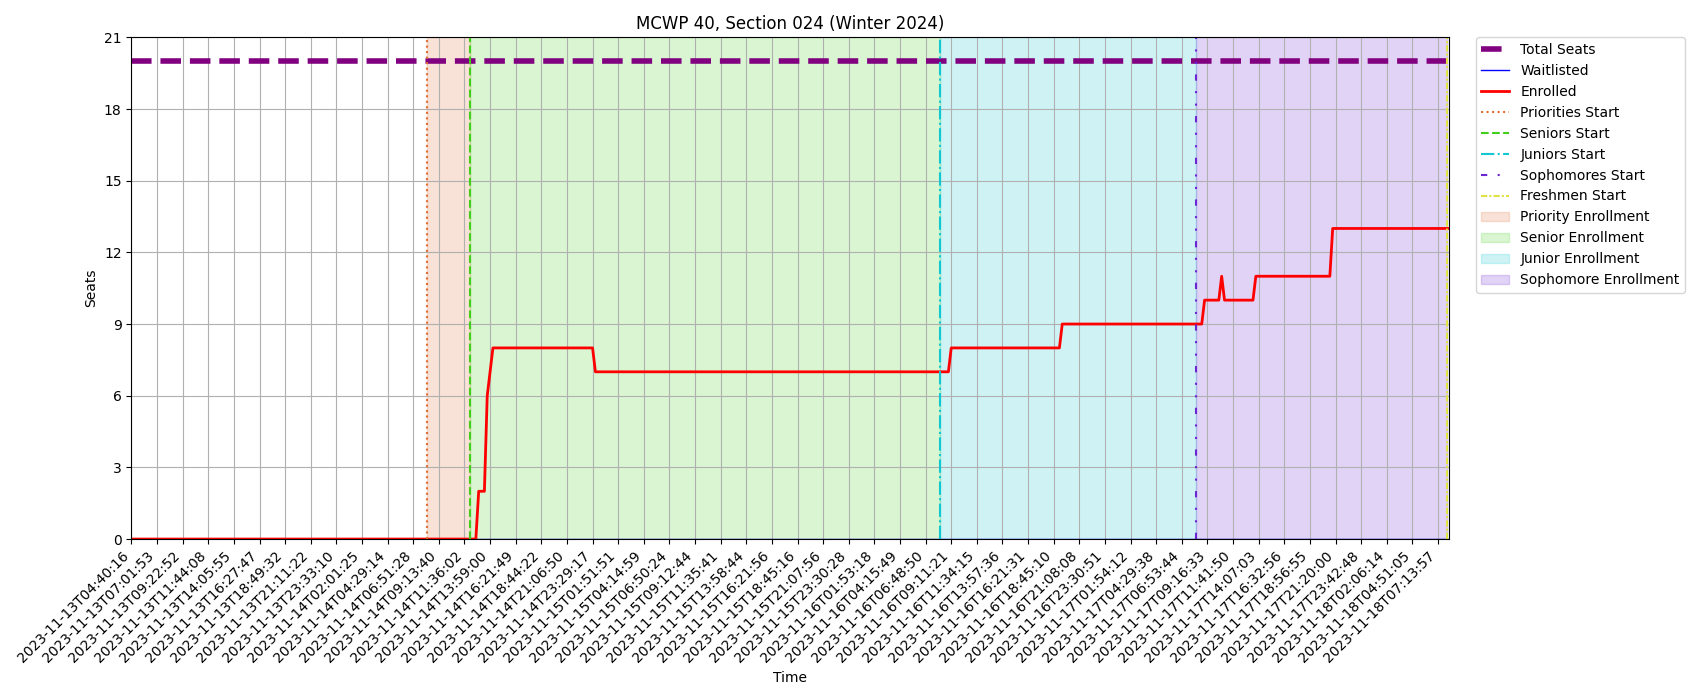 MCWP 40, Section 024 (Winter 2024)
21
18
15
12
9
6
3
0
Seats
2023-11-13T04:40:16
2023-11-13T07:01:53
2023-11-13T09:22:52
2023-11-13T11:44:08
2023-11-13T14:05:55
2023-11-13T16:27:47
2023-11-13T18:49:32
2023-11-13T21:11:22
2023-11-13T23:33:10
2023-11-14T02:01:25
2023-11-14T04:29:14
2023-11-14T06:51:28
2023-11-14T09:13:40
2023-11-14T11:36:02
2023-11-14T13:59:00
2023-11-14T16:21:49
2023-11-14T18:44:22
2023-11-14T21:06:50
2023-11-14T23:29:17
2023-11-15T01:51:51
2023-11-15T04:14:59
2023-11-15T06:50:24
2023-11-15T09:12:44
2023-11-15T11:35:41
2023-11-15T13:58:44
2023-11-15T16:21:56
2023-11-15T18:45:16
2023-11-15T21:07:56
2023-11-15T23:30:28
2023-11-16T01:53:18
2023-11-16T04:15:49
2023-11-16T06:48:50
2023-11-16T09:11:21
2023-11-16T11:34:15
2023-11-16T13:57:36
2023-11-16T16:21:31
2023-11-16T18:45:10
2023-11-16T21:08:08
2023-11-16T23:30:51
2023-11-17T01:54:12
2023-11-17T04:29:38
2023-11-17T06:53:44
2023-11-17T09:16:33
2023-11-17T11:41:50
2023-11-17T14:07:03
2023-11-17T16:32:56
2023-11-17T18:56:55
2023-11-17T21:20:00
2023-11-17T23:42:48
2023-11-18T02:06:14
2023-11-18T04:51:05
2023-11-18T07:13:57
Time
Total Seats
Waitlisted
Enrolled
Priorities Start
Seniors Start
Juniors Start
Sophomores Start
Freshmen Start
Priority Enrollment
Senior Enrollment
Junior Enrollment
Sophomore Enrollment